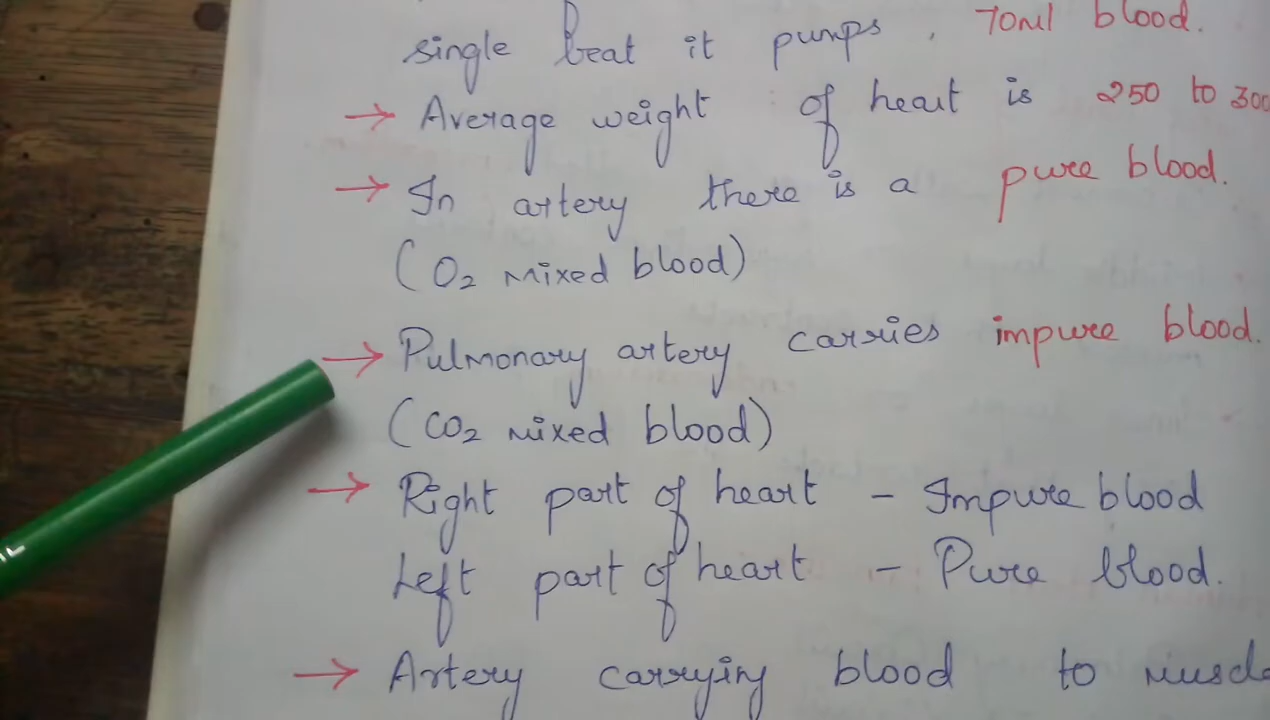 single beat it pumps. 70ml blood.
→ Average weight of heart is 250 to 300
→ In artery there is a pure blood.
(O₂ mixed blood)
→ Pulmonary artery carries impure blood.
(CO₂ mixed blood)
→ Right part of heart - Impure blood
Left part of heart - Pure blood.
→ Artery carrying blood to